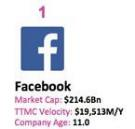 1
f
Facebook
Market Cap: $214.6Bn
TTMC Velocity: $19,513M/Y
Company Age: 11.0